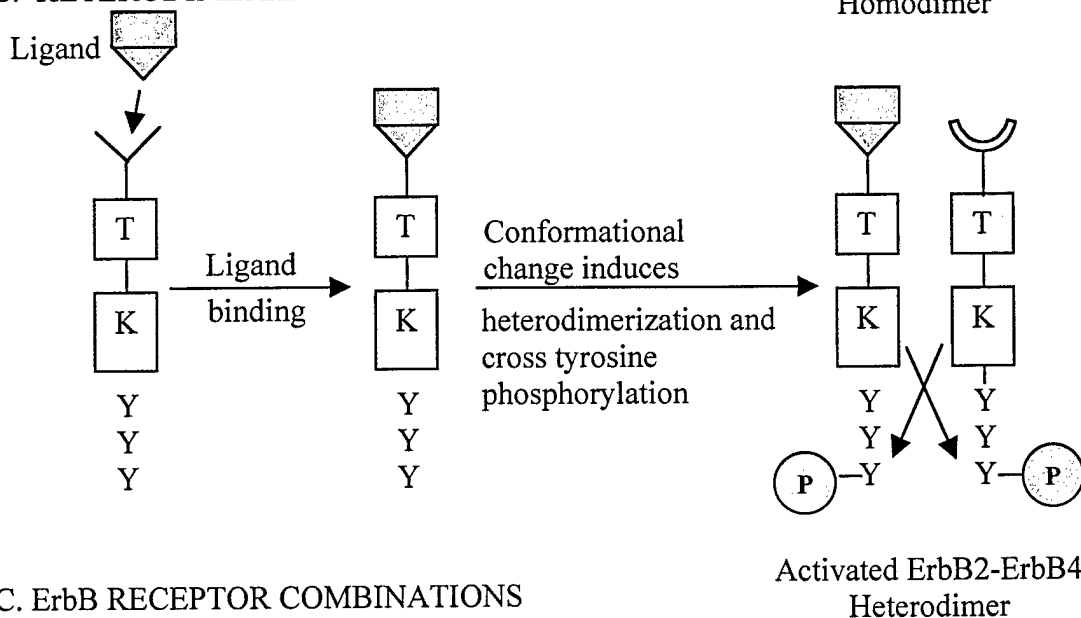 Homodimer
Ligand
T
K
Y
Y
Y
Ligand
binding
T
K
Y
Y
Y
Conformational
change induces
heterodimerization and
cross tyrosine
phosphorylation
T T
K K
Y Y
Y Y
P Y Y P
Activated ErbB2-ErbB4
Heterodimer
C. ErbB RECEPTOR COMBINATIONS